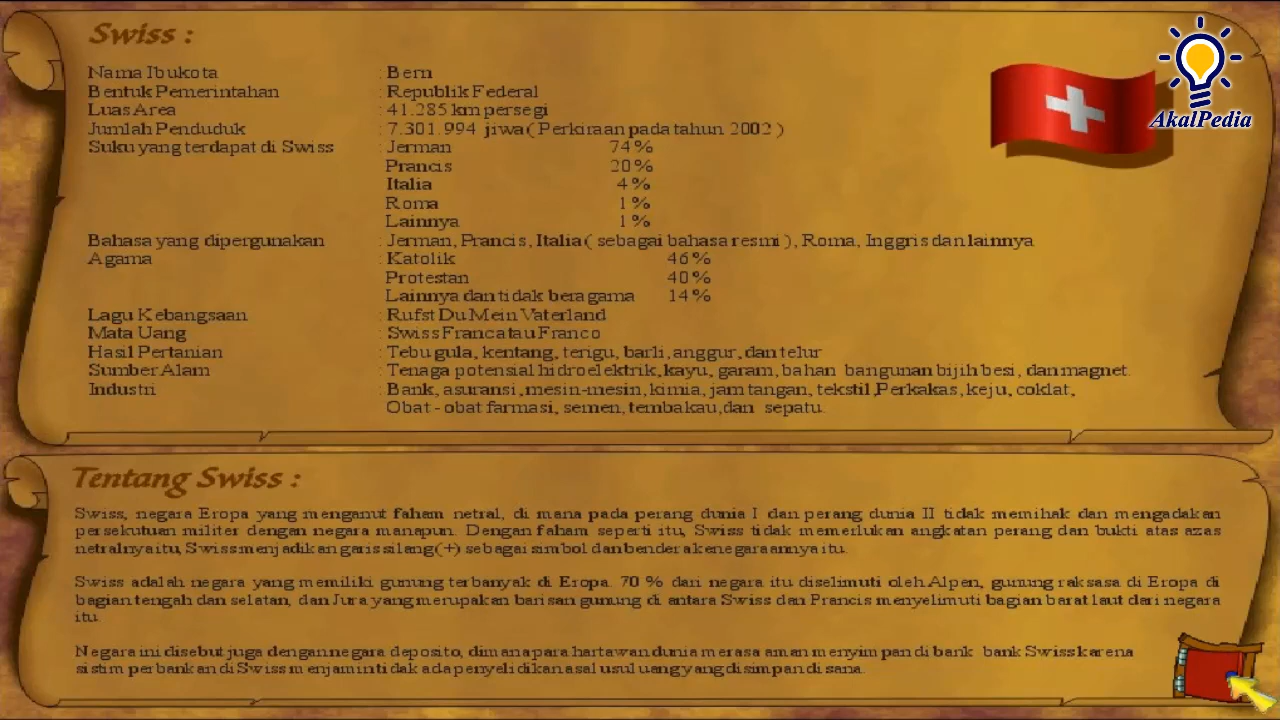 Swiss :
AkalPedia
Nama Ibukota : Bern
Bentuk Pemerintahan : Republik Federal
Luas Area : 41.285 km persegi
Jumlah Penduduk : 7.301.994 jiwa ( Perkiraan pada tahun 2002 )
Suku yang terdapat di Swiss : Jerman 74 %
Prancis 20 %
Italia 4 %
Roma 1 %
Lainnya 1 %
Bahasa yang dipergunakan : Jerman, Prancis, Italia ( sebagai bahasa resmi ), Roma, Inggris dan lainnya
Agama : Katolik 46 %
Protestan 40 %
Lainnya dan tidak beragama 14 %
Lagu Kebangsaan : Rufst Du Mein Vaterland
Mata Uang : Swiss Franc atau Franco
Hasil Pertanian : Tebu gula, kentang, terigu, barli, anggur, dan telur
Sumber Alam : Tenaga potensial hidroelektrik, kayu, garam, bahan bangunan bijih besi, dan magnet.
Industri : Bank, asuransi, mesin-mesin, kimia, jam tangan, tekstil, Perkakas, keju, coklat,
Obat - obat farmasi, semen, tembakau, dan sepatu.
Tentang Swiss :
Swiss, negara Eropa yang menganut faham netral, di mana pada perang dunia I dan perang dunia II tidak memihak dan mengadakan
persekutuan militer dengan negara manapun. Dengan faham seperti itu, Swiss tidak memerlukan angkatan perang dan bukti atas azas
netralnya itu, Swiss menjadikan garis silang (+) sebagai simbol dan bendera kenegaraannya itu.
Swiss adalah negara yang memiliki gunung terbanyak di Eropa. 70 % dari negara itu diselimuti oleh Alpen, gunung raksasa di Eropa di
bagian tengah dan selatan, dan Jura yang merupakan barisan gunung di antara Swiss dan Prancis menyelimuti bagian barat laut dari negara
itu.
Negara ini disebut juga dengan negara deposito, dimana para hartawan dunia merasa aman menyimpan di bank bank Swiss karena
sistim perbankan di Swiss menjamin tidak ada penyelidikan asal usul uang yang disimpan di sana.